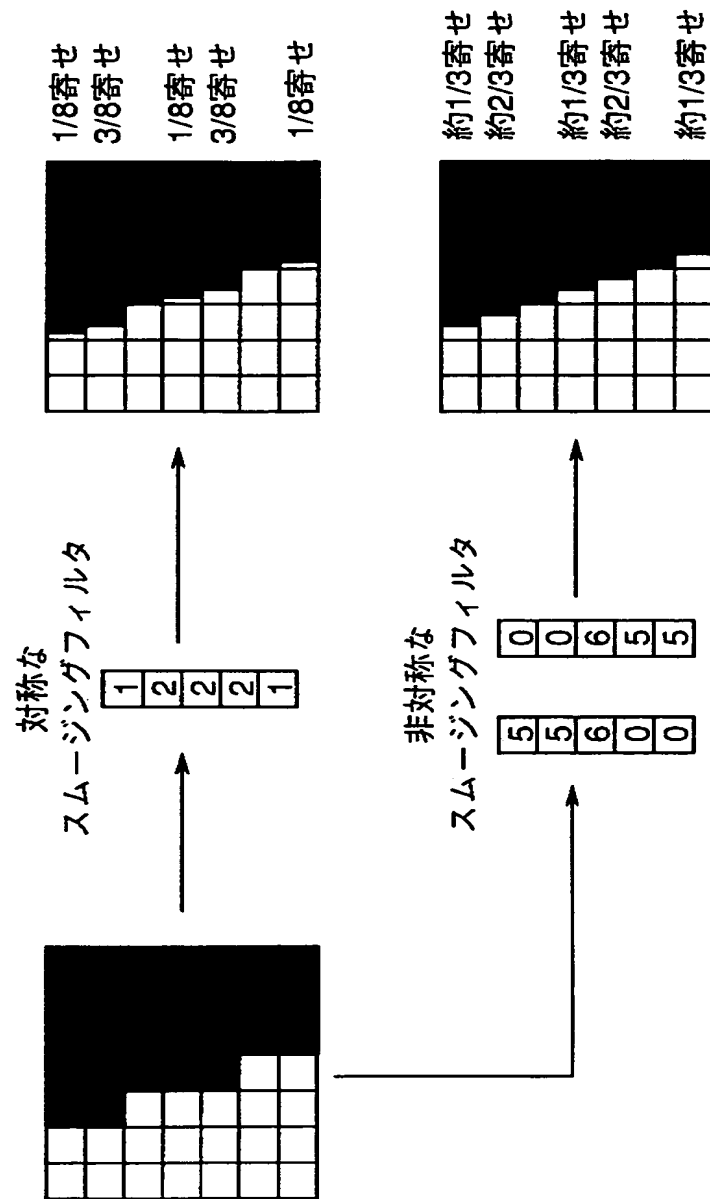 対称な
スムージングフィルタ
1
2
2
2
1
1/8寄せ
3/8寄せ
1/8寄せ
3/8寄せ
1/8寄せ
非対称な
スムージングフィルタ
5
5
6
0
0
0
0
6
5
5
約1/3寄せ
約2/3寄せ
約1/3寄せ
約2/3寄せ
約1/3寄せ